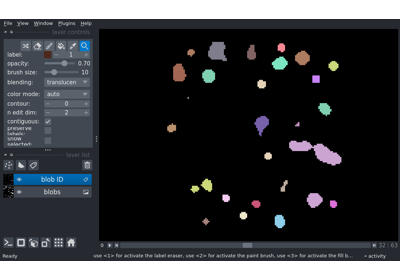 File View Window Plugins Help
layer controls
label: 1
opacity: 0.70
brush size: 10
blending: translucen
color mode: auto
contour: 0
n edit dim: 2
contiguous:
preserve labels:
show selected:
layer list
blob ID
blobs
0 32 63
Ready use <1> for activate the label eraser, use <2> for activate the paint brush, use <3> for activate the fill b... activity